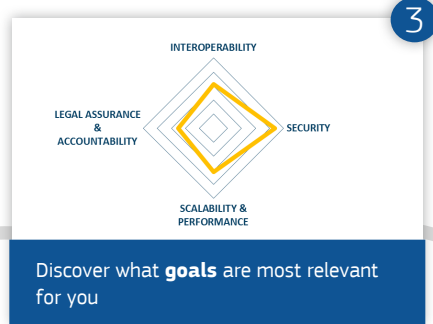 3
INTEROPERABILITY
LEGAL ASSURANCE
&
ACCOUNTABILITY
SECURITY
SCALABILITY &
PERFORMANCE
Discover what goals are most relevant
for you